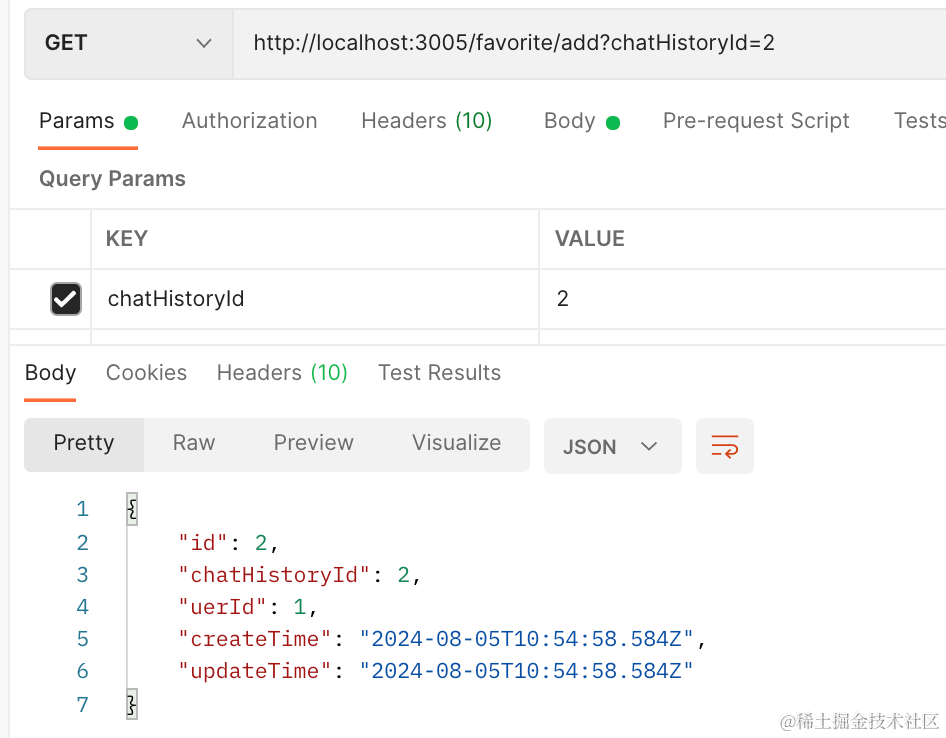 GET http://localhost:3005/favorite/add?chatHistoryId=2
Params Authorization Headers (10) Body Pre-request Script Tests
Query Params
KEY VALUE
chatHistoryId 2
Body Cookies Headers (10) Test Results
Pretty Raw Preview Visualize JSON
1 {
2 "id": 2,
3 "chatHistoryId": 2,
4 "uerId": 1,
5 "createTime": "2024-08-05T10:54:58.584Z",
6 "updateTime": "2024-08-05T10:54:58.584Z"
7 }
@稀土掘金技术社区